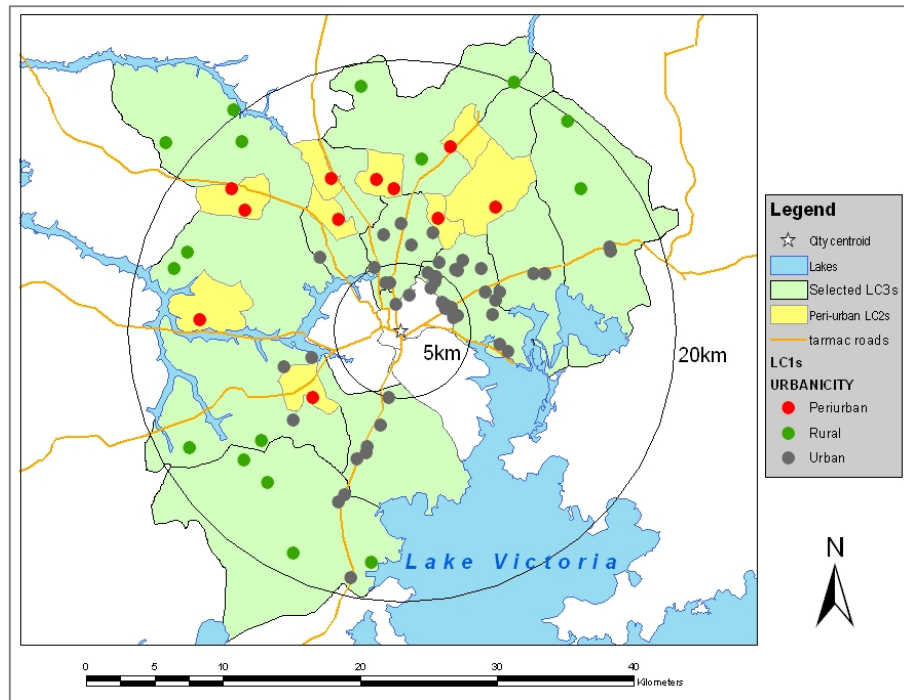 5km
20km
Lake Victoria
Legend
City centroid
Lakes
Selected LC3s
Peri-urban LC2s
tarmac roads
LC1s
URBANICITY
Periurban
Rural
Urban
N
0 5 10 20 30 40
Kilometers